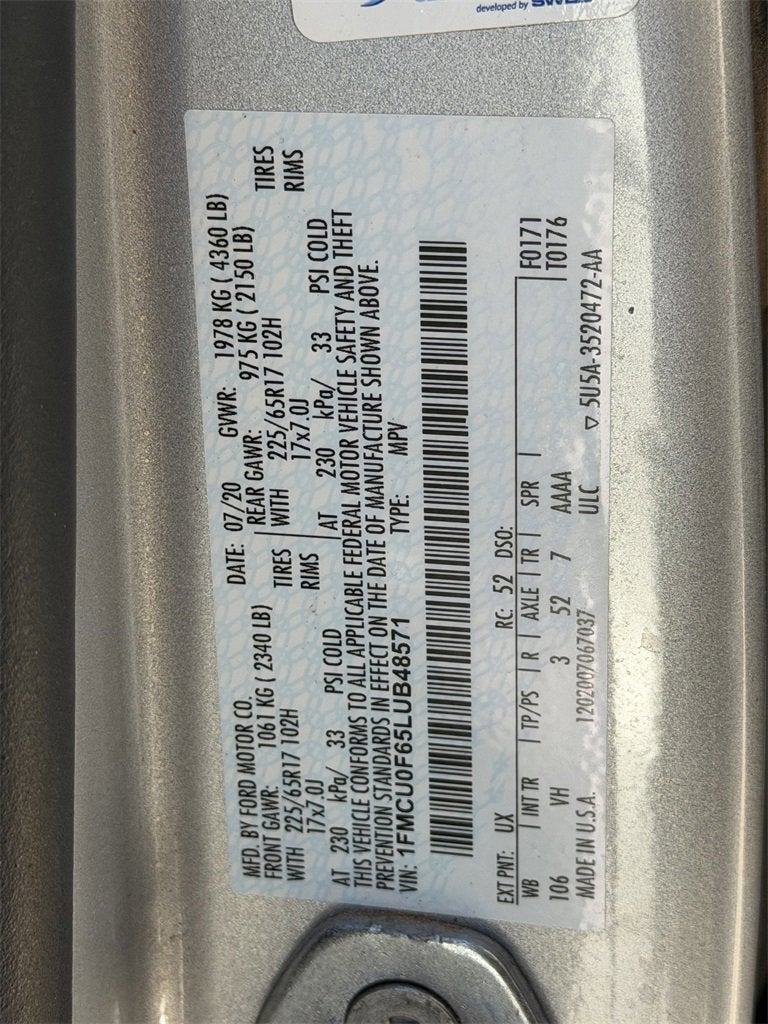 developed by
MFD. BY FORD MOTOR CO.
DATE: 07/20 GVWR: 1978 KG ( 4360 LB)
FRONT GAWR: 1061 KG ( 2340 LB)
REAR GAWR: 975 KG ( 2150 LB)
WITH 225/65R17 102H TIRES
WITH 225/65R17 102H TIRES
17x7.0J RIMS
17x7.0J RIMS
AT 230 kPa/ 33 PSI COLD
AT 230 kPa/ 33 PSI COLD
THIS VEHICLE CONFORMS TO ALL APPLICABLE FEDERAL MOTOR VEHICLE SAFETY AND THEFT
PREVENTION STANDARDS IN EFFECT ON THE DATE OF MANUFACTURE SHOWN ABOVE.
VIN: 1FMCU0F65LUB48571 TYPE: MPV
EXT PNT: UX RC: 52 DSO:
WB | INT TR | TP/PS | R | AXLE | TR | SPR | F0171
106 VH 3 52 7 AAAA T0176
MADE IN U.S.A. 1202007067037 ULC ▽ 5U5A-3520472-AA